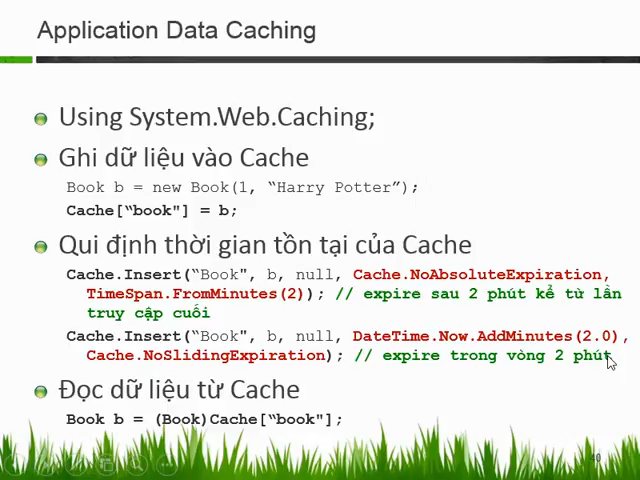 Application Data Caching
Using System.Web.Caching;
Ghi dữ liệu vào Cache
Book b = new Book(1, “Harry Potter”);
Cache[“book"] = b;
Qui định thời gian tồn tại của Cache
Cache.Insert(“Book", b, null, Cache.NoAbsoluteExpiration,
TimeSpan.FromMinutes(2)); // expire sau 2 phút kể từ lần
truy cập cuối
Cache.Insert(“Book", b, null, DateTime.Now.AddMinutes(2.0),
Cache.NoSlidingExpiration); // expire trong vòng 2 phút
Đọc dữ liệu từ Cache
Book b = (Book)Cache[“book"];
40